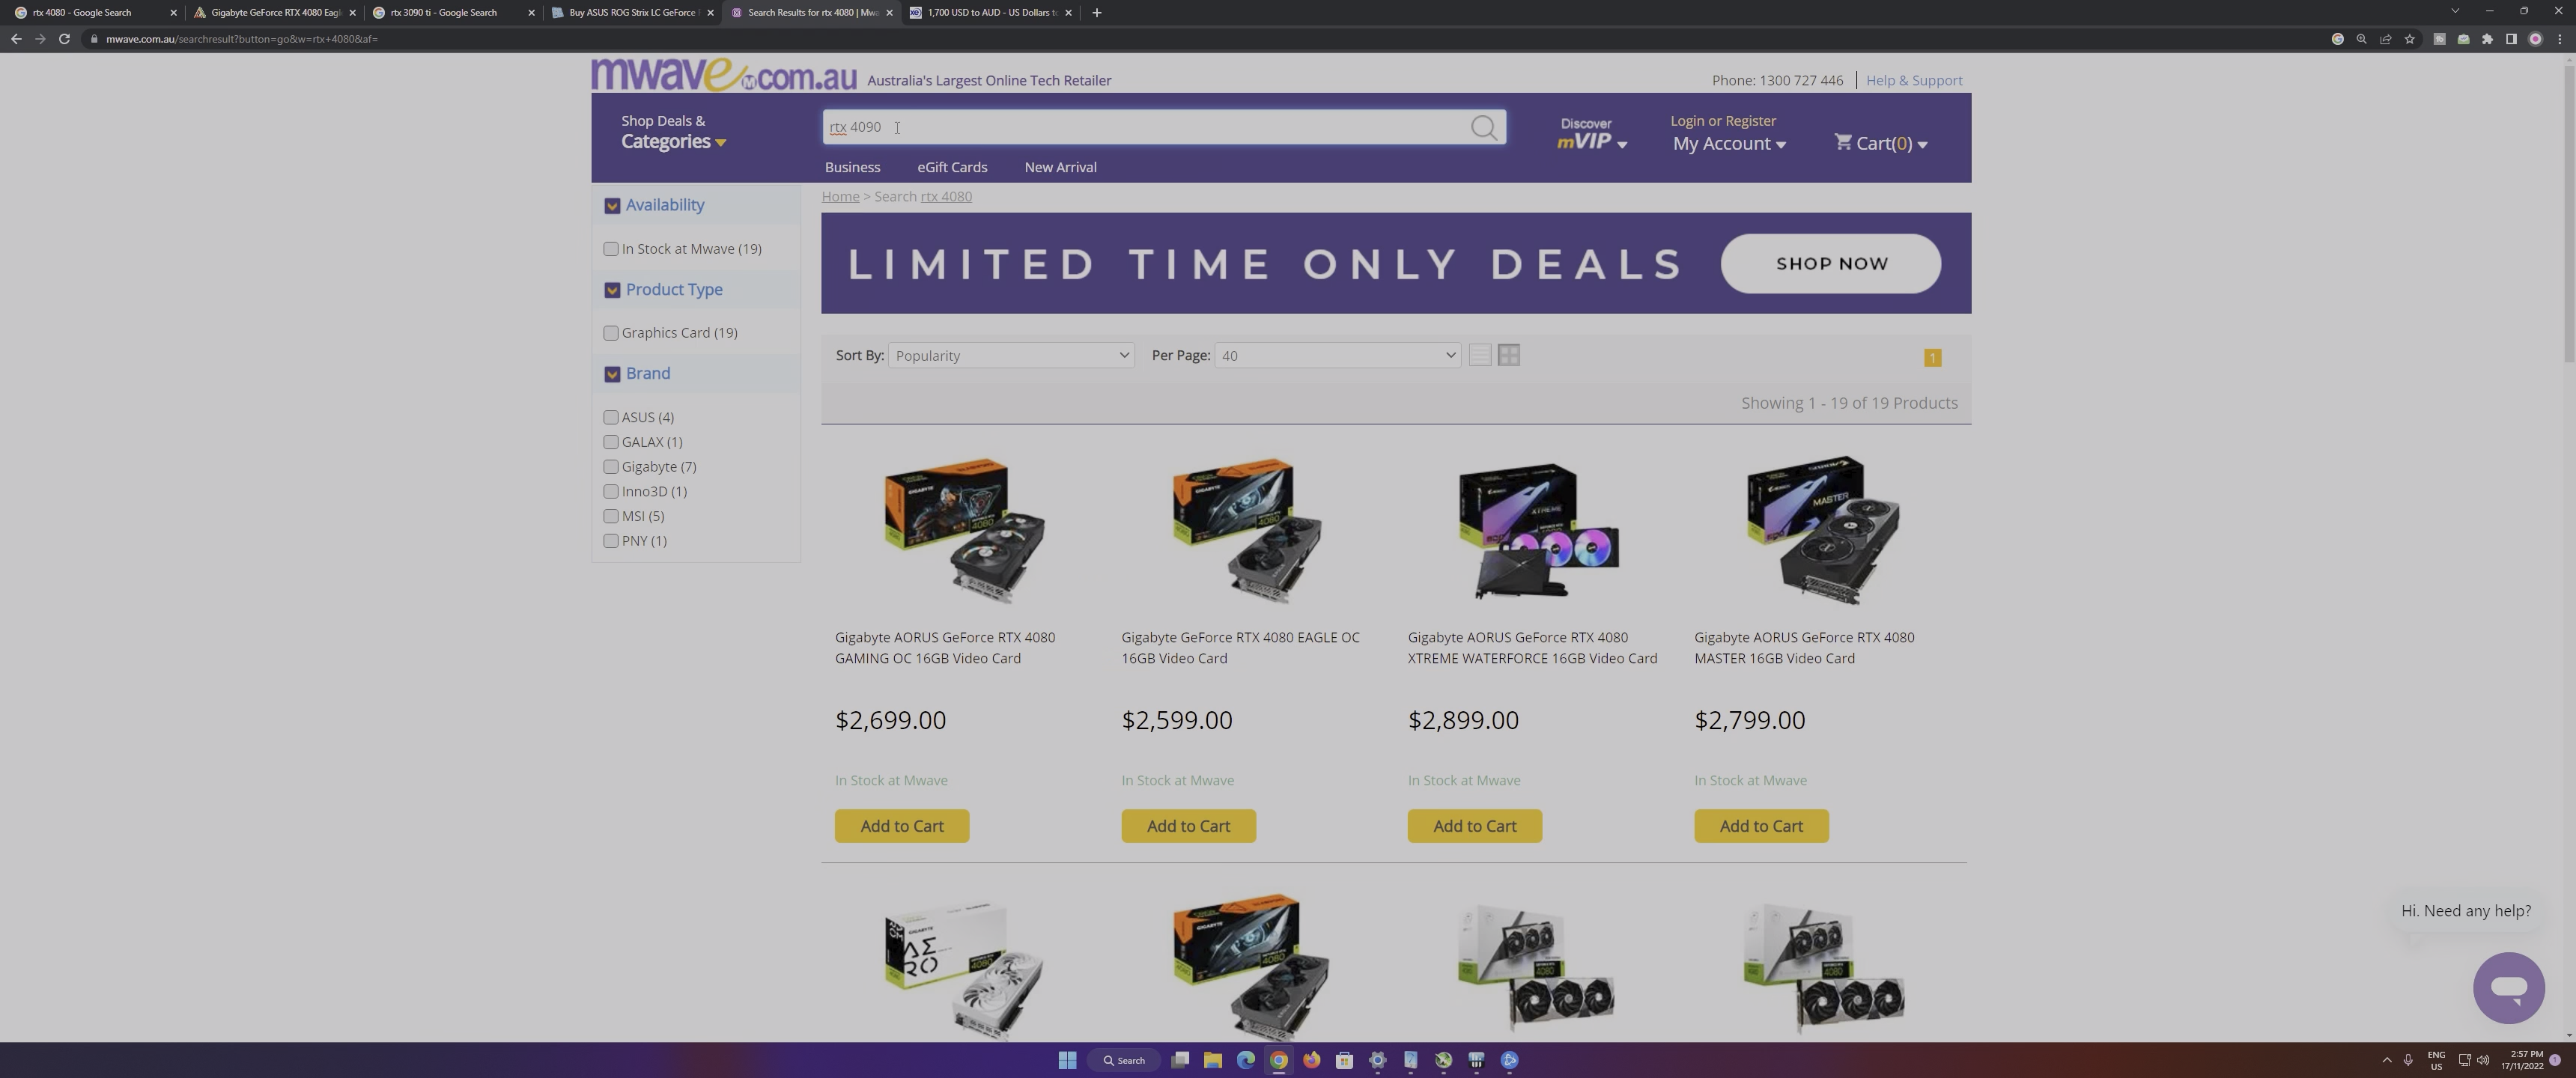 rtx 4080 - Google Search
Gigabyte GeForce RTX 4080 Eagl
rtx 3090 ti - Google Search
Buy ASUS ROG Strix LC GeForce
Search Results for rtx 4080 | Mwa
1,700 USD to AUD - US Dollars t
mwave.com.au/searchresult?button=go&w=rtx+4080&af=
mwave.com.au Australia's Largest Online Tech Retailer
Phone: 1300 727 446 Help & Support
Shop Deals &
Categories
rtx 4090
Discover
mVIP
Login or Register
My Account
Cart(0)
Business eGift Cards New Arrival
Home > Search rtx 4080
Availability
In Stock at Mwave (19)
Product Type
Graphics Card (19)
Brand
ASUS (4)
GALAX (1)
Gigabyte (7)
Inno3D (1)
MSI (5)
PNY (1)
LIMITED TIME ONLY DEALS SHOP NOW
Sort By: Popularity Per Page: 40 1
Showing 1 - 19 of 19 Products
Gigabyte AORUS GeForce RTX 4080
GAMING OC 16GB Video Card
$2,699.00
In Stock at Mwave
Add to Cart
Gigabyte GeForce RTX 4080 EAGLE OC
16GB Video Card
$2,599.00
In Stock at Mwave
Add to Cart
Gigabyte AORUS GeForce RTX 4080
XTREME WATERFORCE 16GB Video Card
$2,899.00
In Stock at Mwave
Add to Cart
Gigabyte AORUS GeForce RTX 4080
MASTER 16GB Video Card
$2,799.00
In Stock at Mwave
Add to Cart
Hi. Need any help?
Search
ENG
US
2:57 PM
17/11/2022